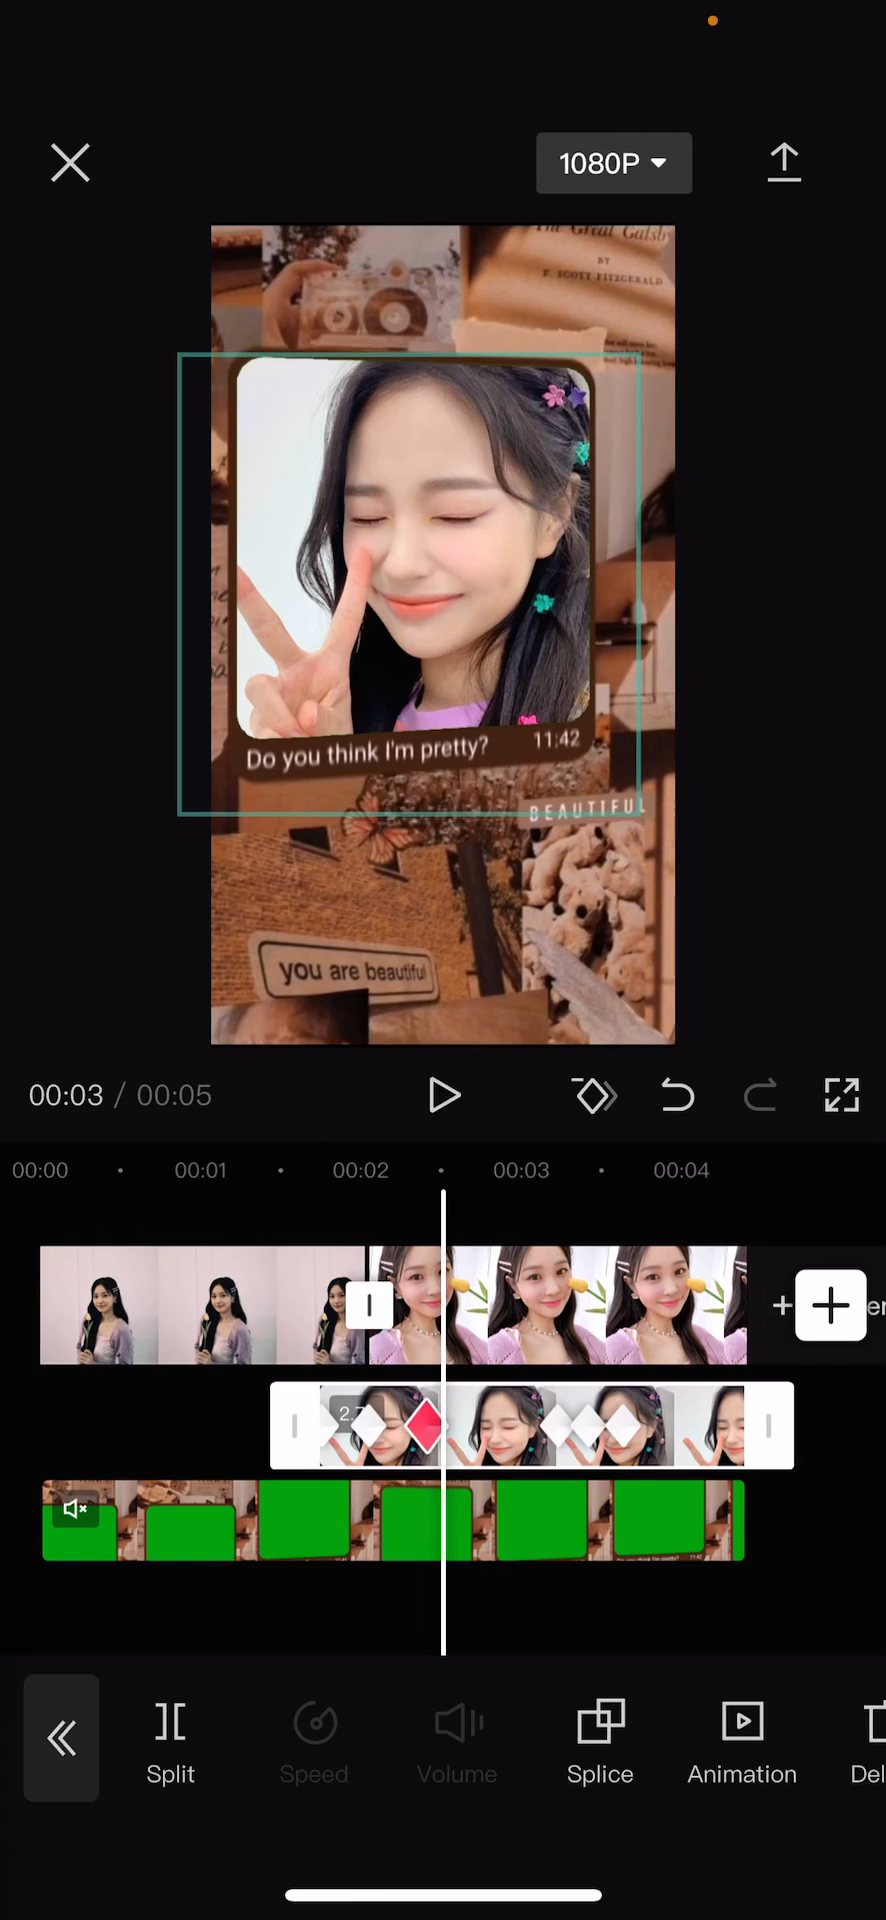 1080P
The Great Gatsby
BY
F. SCOTT FITZGERALD
Do you think I'm pretty? 11:42
BEAUTIFUL
you are beautiful
00:03 / 00:05
00:00 00:01 00:02 00:03 00:04
Split Speed Volume Splice Animation Del